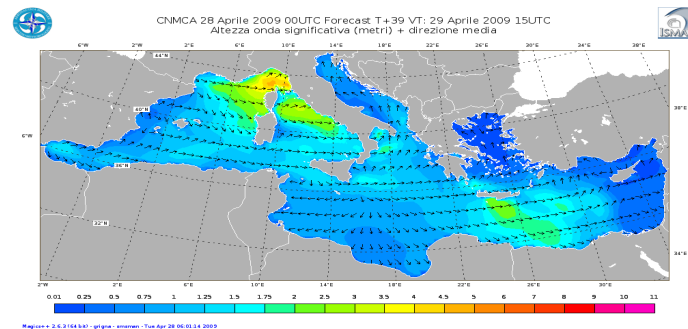 CNMCA 28 Aprile 2009 00UTC Forecast T+39 VT: 29 Aprile 2009 15UTC
Altezza onda significativa (metri) + direzione media
ISMA
6°W 2°W 2°E 6°E 10°E 14°E 18°E 22°E 26°E 30°E 34°E 38°E
44°N
40°N
38°E
6°W
36°N
32°N
34°E
2°W 2°E 6°E 10°E 14°E 18°E 22°E 26°E 30°E
0.01 0.25 0.5 0.75 1 1.25 1.5 1.75 2 2.5 3 3.5 4 4.5 5 6 7 8 9 10 11
Magics++ 2.6.3 (64 bit) - grigna - emomen - Tue Apr 28 06:01:14 2009